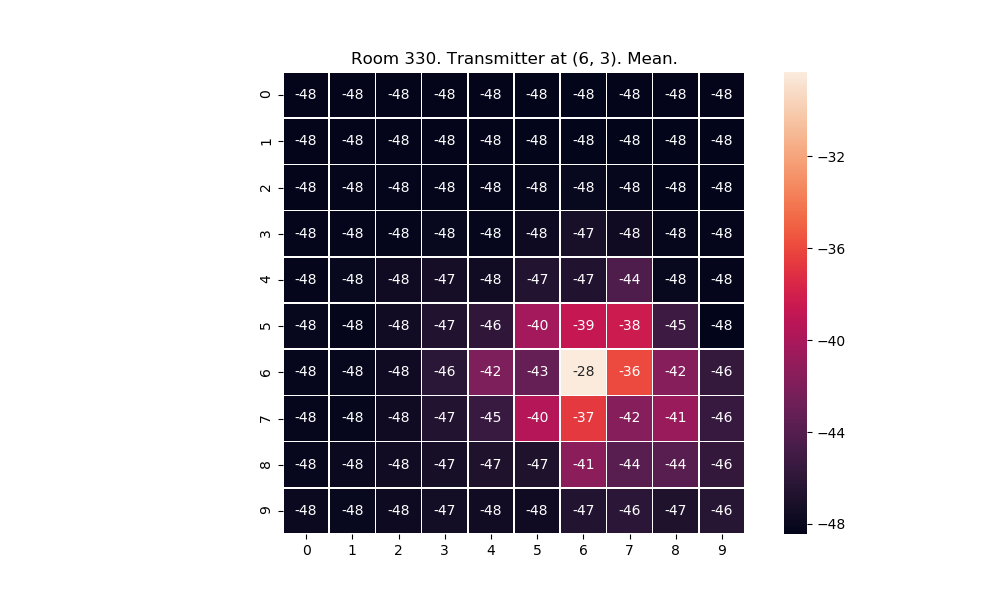 Room 330. Transmitter at (6, 3). Mean.
0 -48 -48 -48 -48 -48 -48 -48 -48 -48 -48
1 -48 -48 -48 -48 -48 -48 -48 -48 -48 -48
−32
2 -48 -48 -48 -48 -48 -48 -48 -48 -48 -48
3 -48 -48 -48 -48 -48 -48 -47 -48 -48 -48
−36
4 -48 -48 -48 -47 -48 -47 -47 -44 -48 -48
5 -48 -48 -48 -47 -46 -40 -39 -38 -45 -48
−40
6 -48 -48 -48 -46 -42 -43 -28 -36 -42 -46
7 -48 -48 -48 -47 -45 -40 -37 -42 -41 -46
−44
8 -48 -48 -48 -47 -47 -47 -41 -44 -44 -46
9 -48 -48 -48 -47 -48 -48 -47 -46 -47 -46
−48
0 1 2 3 4 5 6 7 8 9